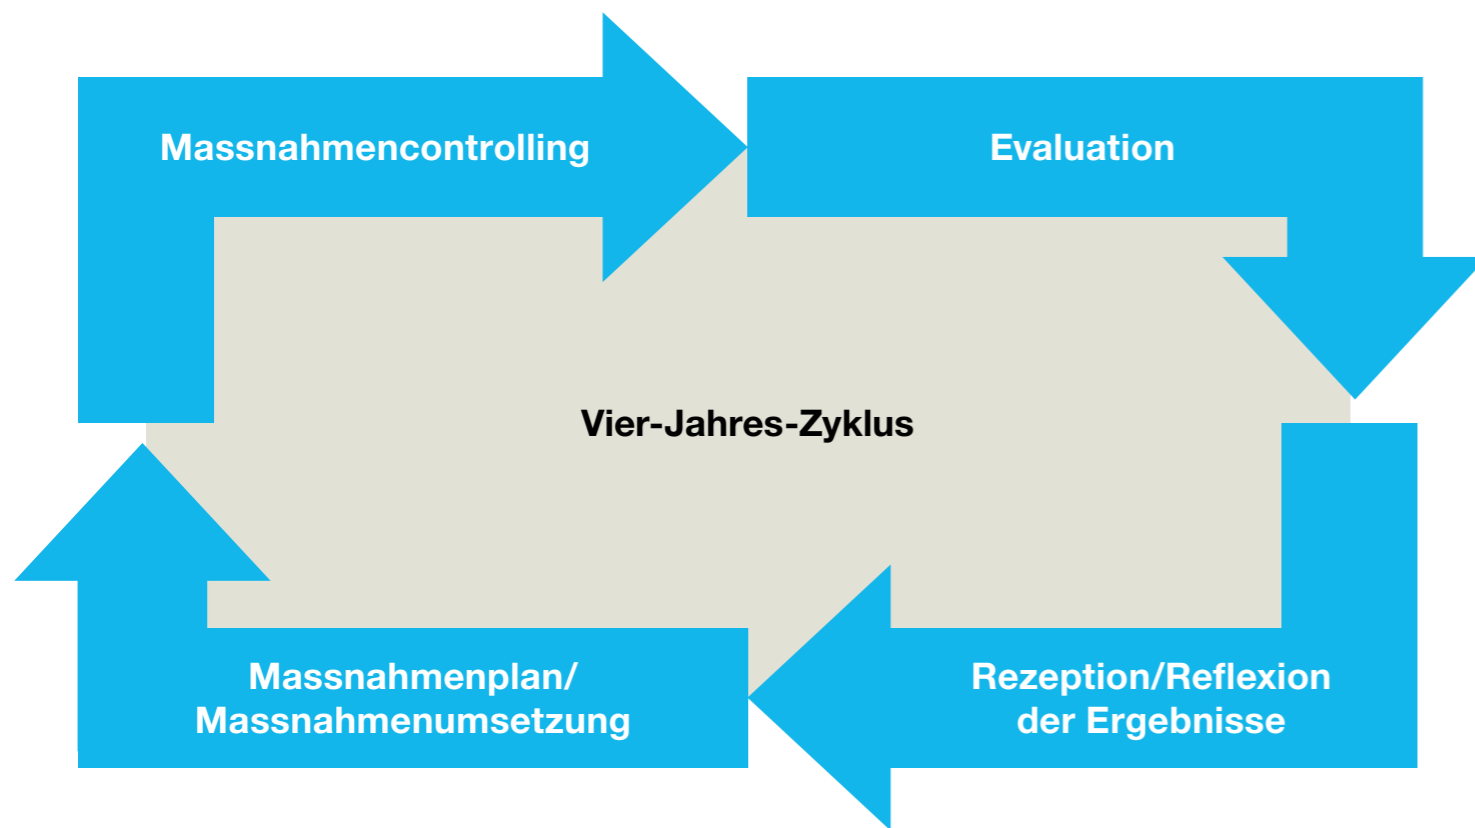 Massnahmencontrolling
Evaluation
Vier-Jahres-Zyklus
Massnahmenplan/
Massnahmenumsetzung
Rezeption/Reflexion
der Ergebnisse